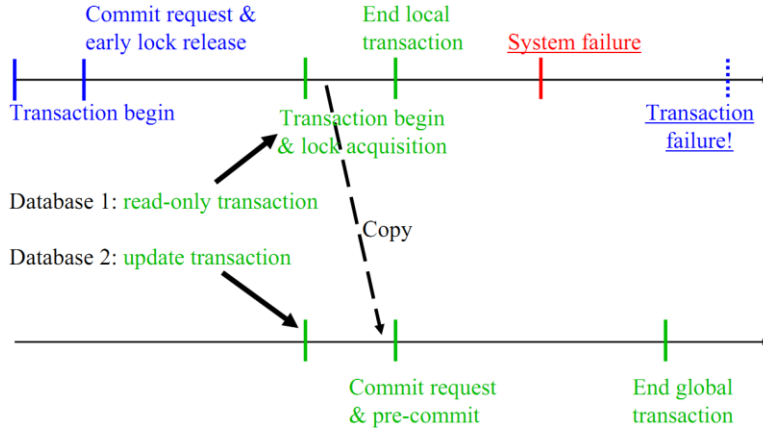 Commit request &
early lock release
End local
transaction
System failure
Transaction begin
Transaction begin
& lock acquisition
Transaction
failure!
Database 1: read-only transaction
Copy
Database 2: update transaction
Commit request
& pre-commit
End global
transaction